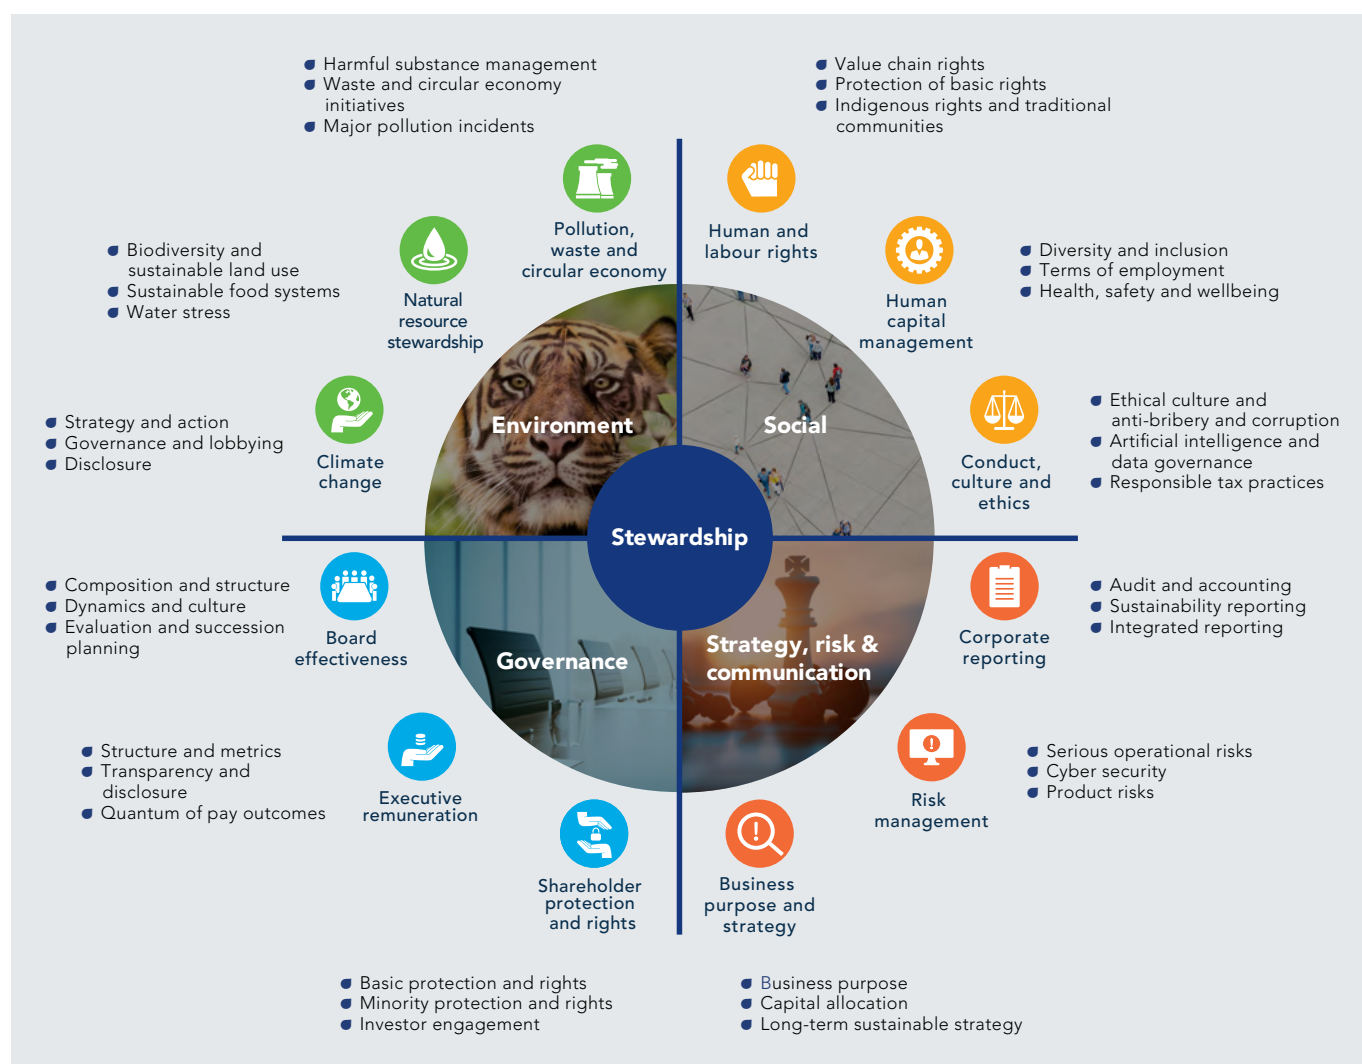 Harmful substance management
Waste and circular economy
initiatives
Major pollution incidents
Value chain rights
Protection of basic rights
Indigenous rights and traditional
communities
Pollution,
waste and
circular economy
Human and
labour rights
Biodiversity and
sustainable land use
Sustainable food systems
Water stress
Natural
resource
stewardship
Human
capital
management
Diversity and inclusion
Terms of employment
Health, safety and wellbeing
Strategy and action
Governance and lobbying
Disclosure
Climate
change
Environment
Social
Conduct,
culture and
ethics
Ethical culture and
anti-bribery and corruption
Artificial intelligence and
data governance
Responsible tax practices
Stewardship
Composition and structure
Dynamics and culture
Evaluation and succession
planning
Board
effectiveness
Governance
Strategy, risk &
communication
Corporate
reporting
Audit and accounting
Sustainability reporting
Integrated reporting
Structure and metrics
Transparency and
disclosure
Quantum of pay outcomes
Executive
remuneration
Risk
management
Serious operational risks
Cyber security
Product risks
Shareholder
protection
and rights
Business
purpose and
strategy
Basic protection and rights
Minority protection and rights
Investor engagement
Business purpose
Capital allocation
Long-term sustainable strategy